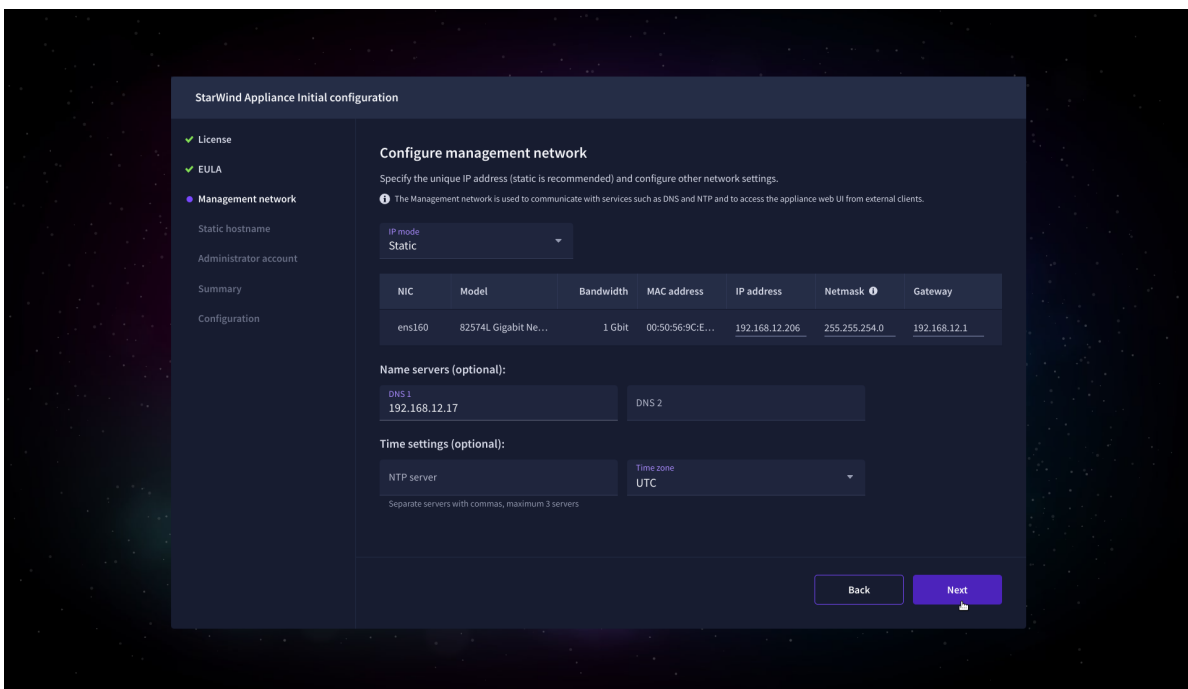 StarWind Appliance Initial configuration
License
EULA
Management network
Static hostname
Administrator account
Summary
Configuration
Configure management network
Specify the unique IP address (static is recommended) and configure other network settings.
The Management network is used to communicate with services such as DNS and NTP and to access the appliance web UI from external clients.
IP mode
Static
NIC Model Bandwidth MAC address IP address Netmask Gateway
ens160 82574L Gigabit Ne... 1 Gbit 00:50:56:9C:E... 192.168.12.206 255.255.254.0 192.168.12.1
Name servers (optional):
DNS 1
192.168.12.17
DNS 2
Time settings (optional):
NTP server
Time zone
UTC
Separate servers with commas, maximum 3 servers
Back Next